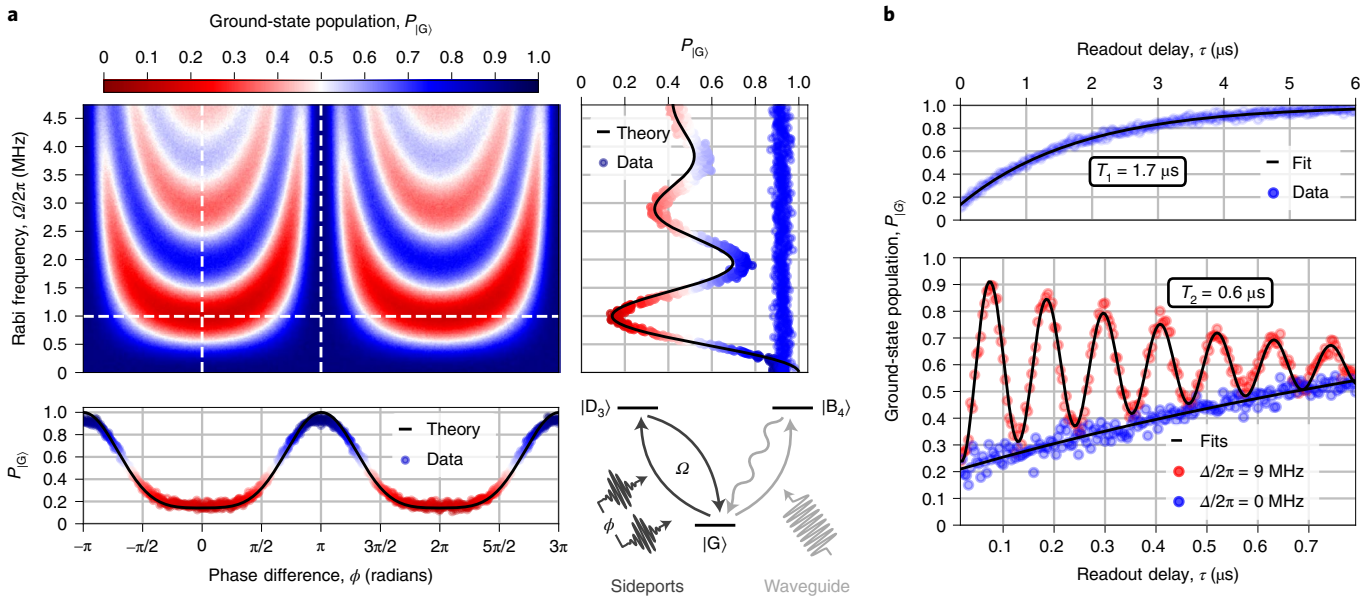 a
Ground-state population, P|G⟩
0 0.1 0.2 0.3 0.4 0.5 0.6 0.7 0.8 0.9 1.0
Rabi frequency, Ω/2π (MHz)
4.5
4.0
3.5
3.0
2.5
2.0
1.5
1.0
0.5
0
P|G⟩
0 0.2 0.4 0.6 0.8 1.0
Theory
Data
P|G⟩
1.0
0.8
0.6
0.4
0.2
0
Theory
Data
−π −π/2 0 π/2 π 3π/2 2π 5π/2 3π
Phase difference, ϕ (radians)
|D3⟩
|B4⟩
Ω
ϕ
|G⟩
Sideports
Waveguide
b
Readout delay, τ (μs)
0 1 2 3 4 5 6
1.0
0.8
0.6
0.4
0.2
0
T1 = 1.7 μs
Fit
Data
Ground-state population, P|G⟩
1.0
0.9
0.8
0.7
0.6
0.5
0.4
0.3
0.2
0.1
0
T2 = 0.6 μs
Fits
Δ/2π = 9 MHz
Δ/2π = 0 MHz
0.1 0.2 0.3 0.4 0.5 0.6 0.7
Readout delay, τ (μs)